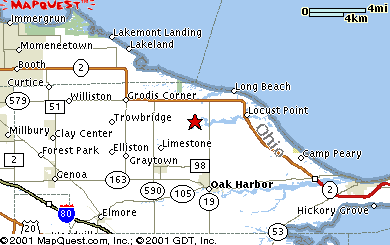 MAPQUEST
Immergrun
0 4mi
4km
Lakemont Landing
Momeneetown
Lakeland
Booth
2
Curtice
Long Beach
579
51
Williston
Grodis Corner
Locust Point
Trowbridge
Millbury
Clay Center
Ohio
Limestone
Forest Park
Elliston
Camp Peary
2
Graytown
98
Genoa
163
590
105
Oak Harbor
2
19
Hickory Grove
80
Elmore
53
©2001 MapQuest.com, Inc.; ©2001 GDT, Inc.